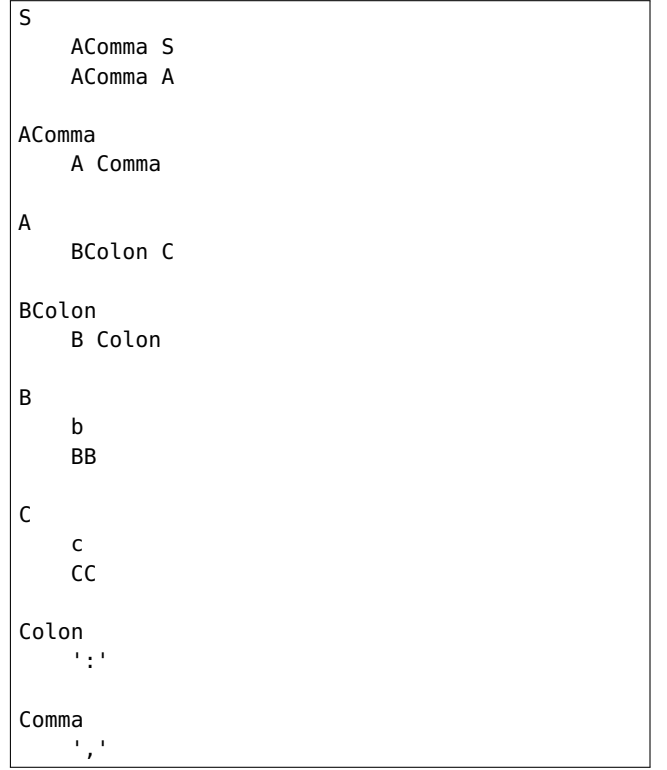 S
    AComma S
    AComma A

AComma
    A Comma

A
    BColon C

BColon
    B Colon

B
    b
    BB

C
    c
    CC

Colon
    ':'

Comma
    ','